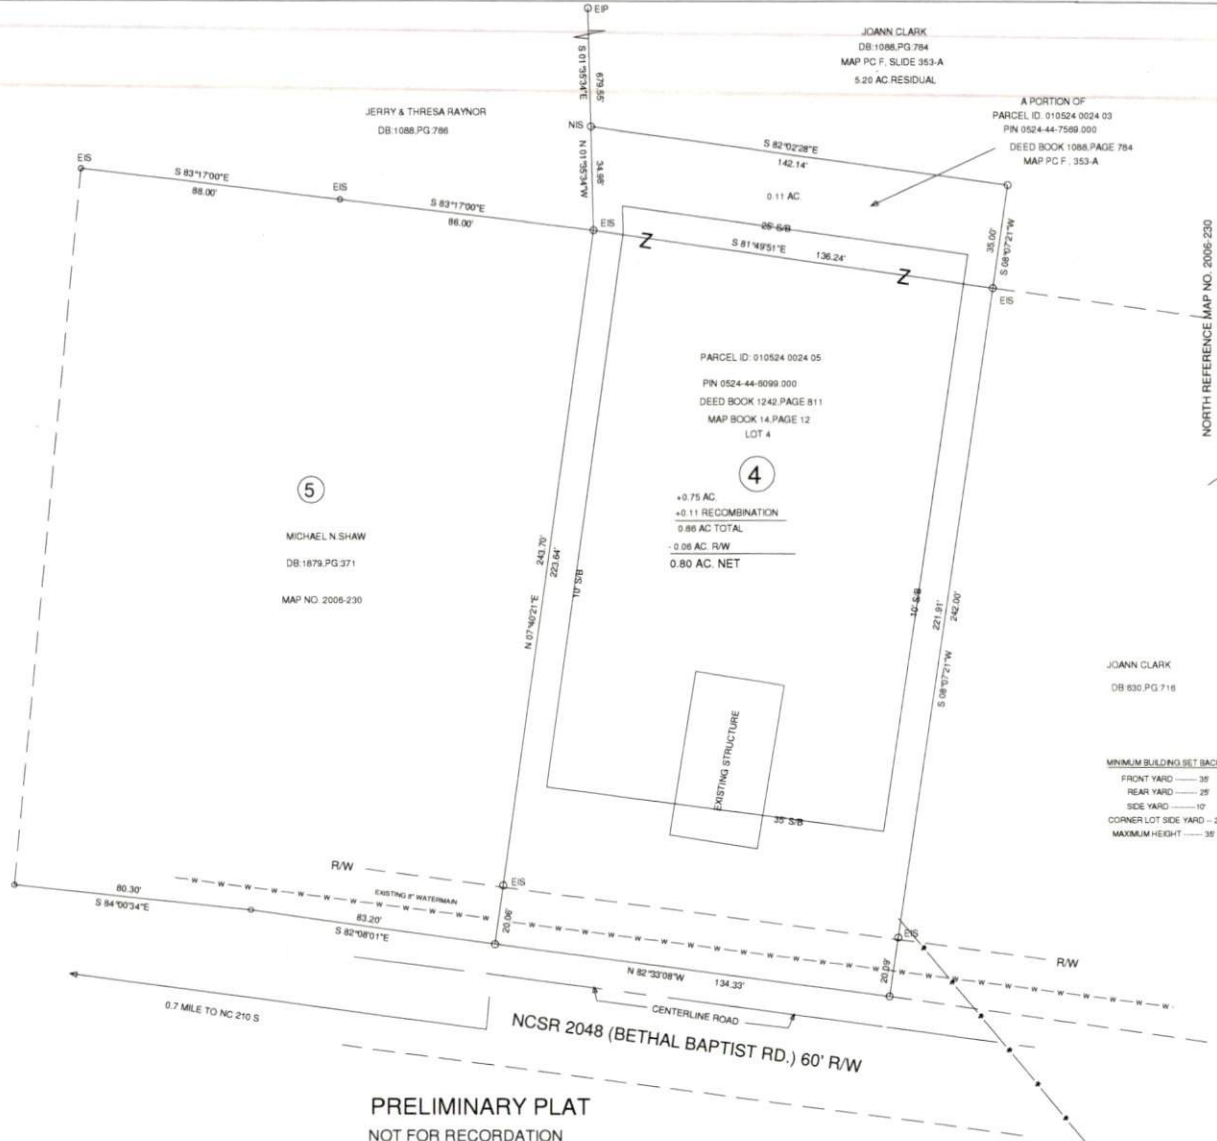 EIP
S 01°35'34"E
679.55'
JOANN CLARK
DB:1088,PG:784
MAP PC F, SLIDE 353-A
5.20 AC.RESIDUAL
JERRY & THRESA RAYNOR
DB:1088,PG:786
A PORTION OF
PARCEL ID. 010524 0024 03
PIN 0524-44-7569.000
DEED BOOK 1088,PAGE 784
MAP PC F , 353-A
NIS
N 01°35'34"W
34.98'
S 82°02'28"E
142.14'
0.11 AC.
EIS
S 83°17'00"E
88.00'
EIS
S 83°17'00"E
86.00'
EIS
Z
25' S/B
S 81°49'51"E
136.24'
Z
35.00'
S 08°07'21"W
EIS
NORTH REFERENCE MAP NO. 2006-230
PARCEL ID: 010524 0024 05
PIN 0524-44-6099.000
DEED BOOK 1242,PAGE 811
MAP BOOK 14,PAGE 12
LOT 4
4
+0.75 AC.
+0.11 RECOMBINATION
0.86 AC TOTAL
- 0.06 AC. R/W
0.80 AC. NET
5
MICHAEL N.SHAW
DB:1679,PG:371
MAP NO. 2006-230
N 07°40'21"E
243.70'
223.64'
10' S/B
10' S/B
221.91'
242.00'
S 08°07'21"W
JOANN CLARK
DB:630,PG:716
EXISTING STRUCTURE
35' S/B
MINIMUM BUILDING SET BAC
FRONT YARD -------- 35'
REAR YARD -------- 25'
SIDE YARD -------- 10'
CORNER LOT SIDE YARD -- 2
MAXIMUM HEIGHT ------ 35'
R/W
EIS
W W W W EXISTING 8" WATERMAIN W W W W
80.30'
S 84°00'34"E
83.20'
S 82°08'01"E
20.06'
EIS
R/W
20.09'
N 82°33'08"W
134.33'
0.7 MILE TO NC 210 S
CENTERLINE ROAD
NCSR 2048 (BETHAL BAPTIST RD.) 60' R/W
PRELIMINARY PLAT
NOT FOR RECORDATION